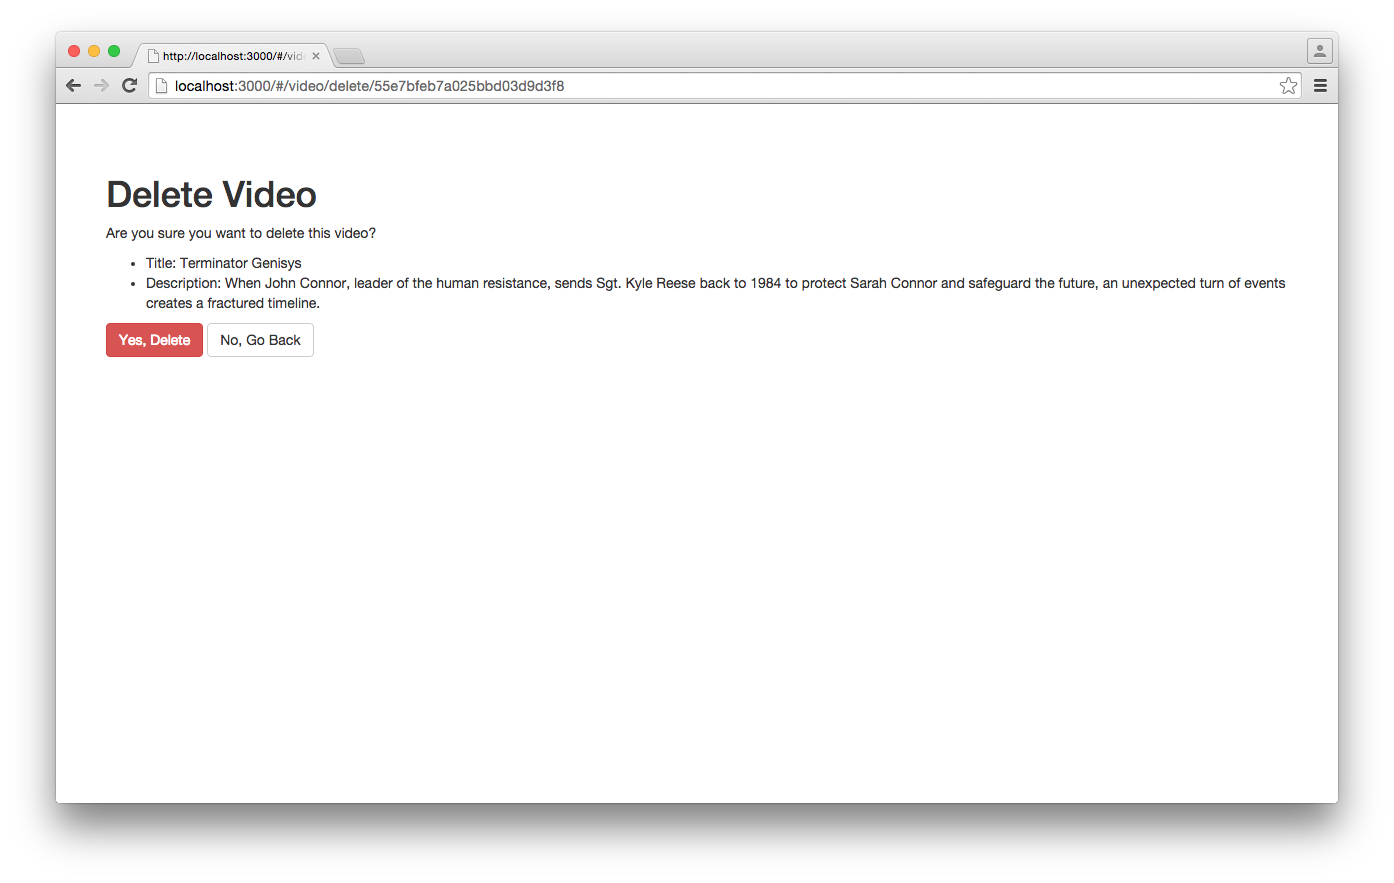 http://localhost:3000/#/vid
localhost:3000/#/video/delete/55e7bfeb7a025bbd03d9d3f8
Delete Video
Are you sure you want to delete this video?
• Title: Terminator Genisys
• Description: When John Connor, leader of the human resistance, sends Sgt. Kyle Reese back to 1984 to protect Sarah Connor and safeguard the future, an unexpected turn of events
creates a fractured timeline.
Yes, Delete No, Go Back